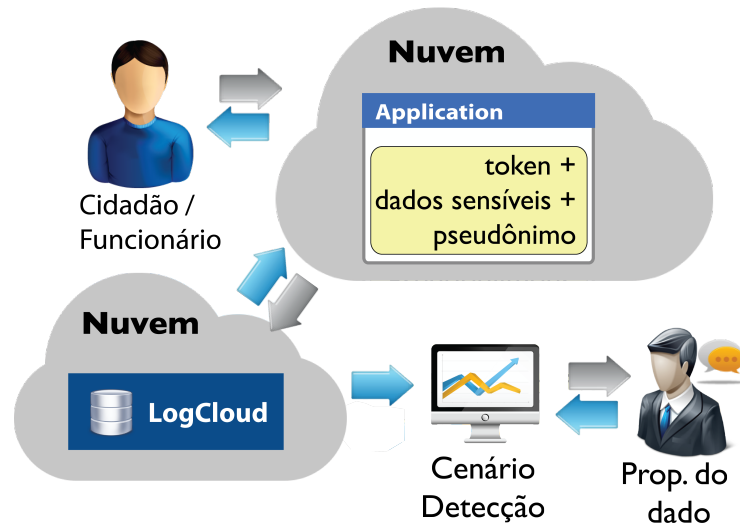 Nuvem
Application
token +
dados sensíveis +
pseudônimo
Cidadão /
Funcionário
Nuvem
LogCloud
Cenário
Detecção
Prop. do
dado